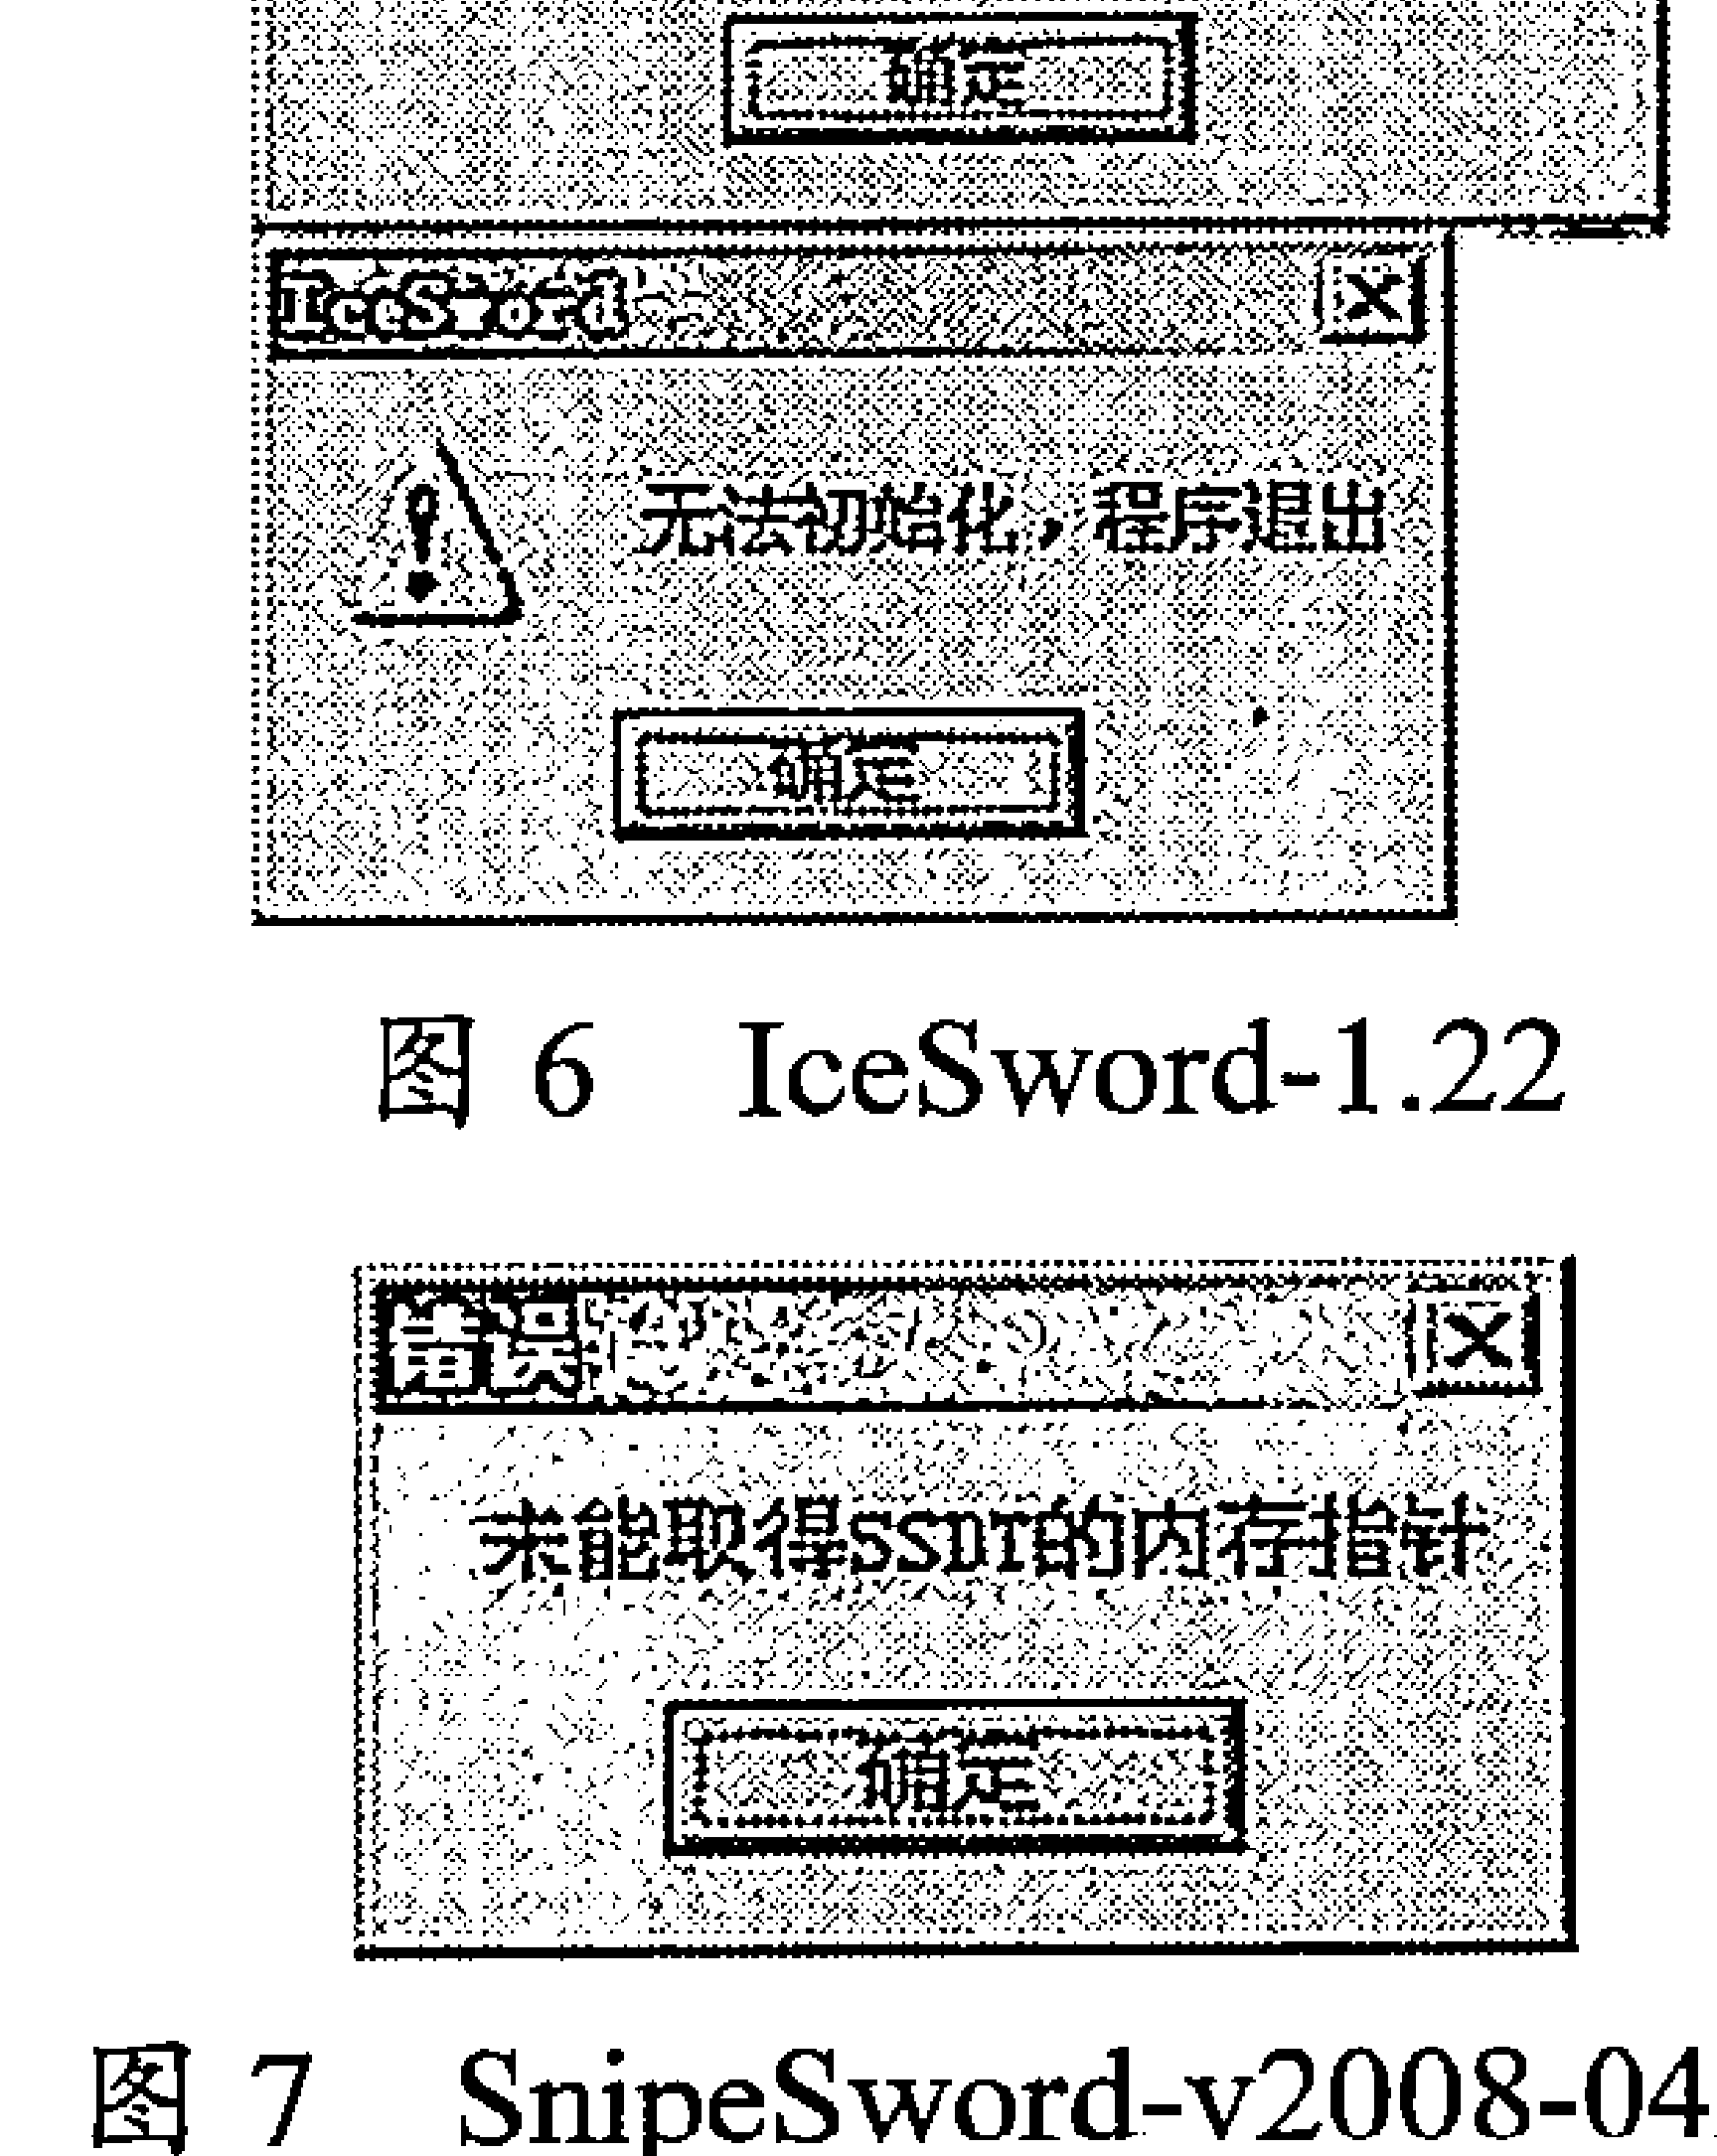 确定
IceSword
无法初始化，程序退出
确定
图 6 IceSword-1.22
错误
未能取得SSDT的内存指针
确定
图 7 SnipeSword-v2008-04